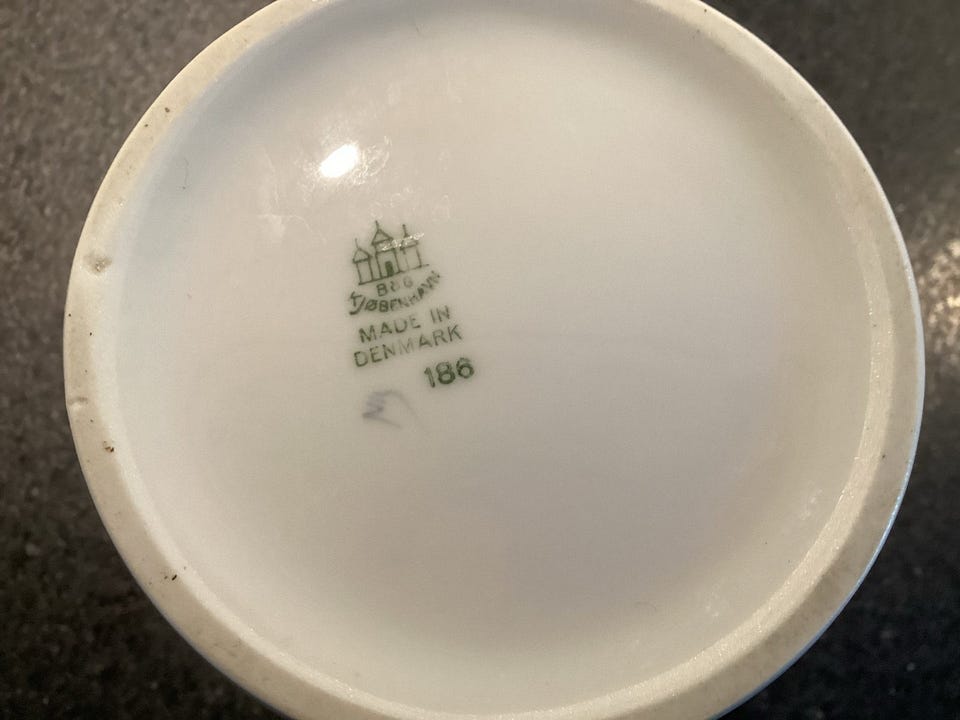 B&G
KJØBENHAVN
MADE IN
DENMARK
186